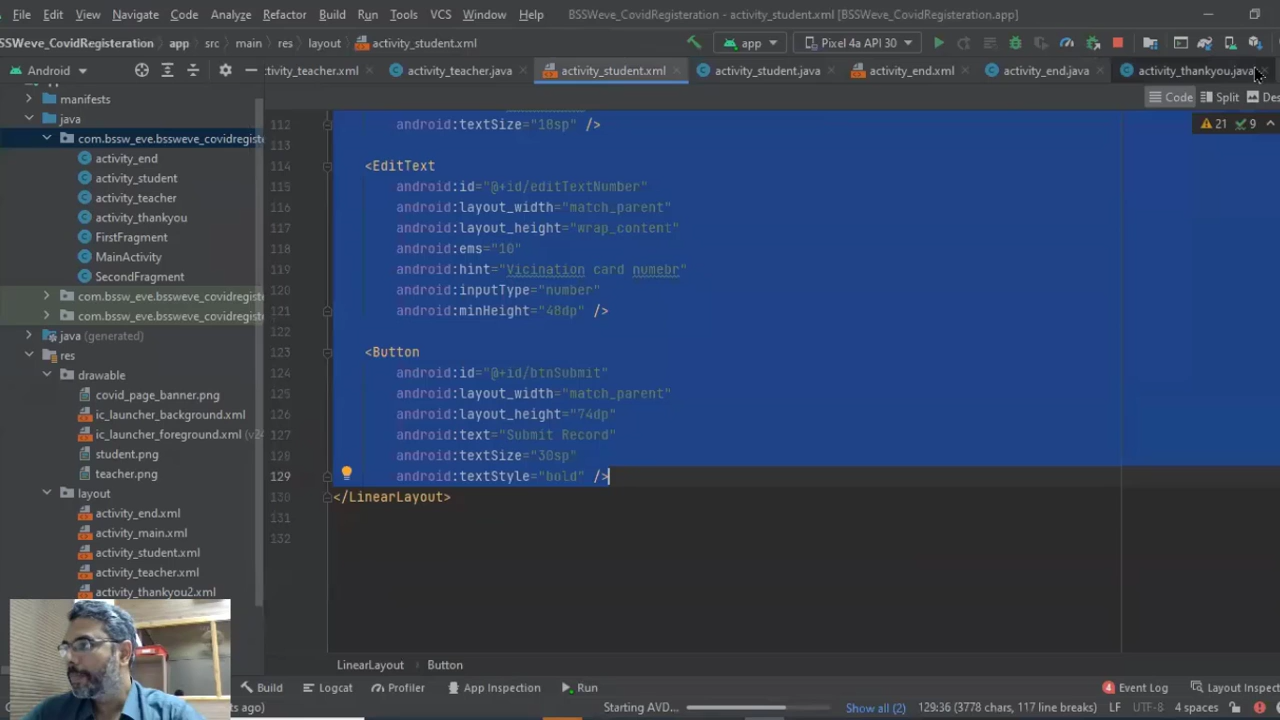 File Edit View Navigate Code Analyze Refactor Build Run Tools VCS Window Help BSSWeve_CovidRegisteration - activity_student.xml [BSSWeve_CovidRegisteration.app]
SSWeve_CovidRegisteration app src main res layout activity_student.xml app Pixel 4a API 30
Android tivity_teacher.xml activity_teacher.java activity_student.xml activity_student.java activity_end.xml activity_end.java activity_thankyou.java
Code Split Des
21 9
manifests
java
com.bssw_eve.bssweve_covidregiste
activity_end
activity_student
activity_teacher
activity_thankyou
FirstFragment
MainActivity
SecondFragment
com.bssw_eve.bssweve_covidregiste
com.bssw_eve.bssweve_covidregiste
java (generated)
res
drawable
covid_page_banner.png
ic_launcher_background.xml
ic_launcher_foreground.xml (v24
student.png
teacher.png
layout
activity_end.xml
activity_main.xml
activity_student.xml
activity_teacher.xml
activity_thankyou2.xml
112 android:textSize="18sp" />
113
114 <EditText
115 android:id="@+id/editTextNumber"
116 android:layout_width="match_parent"
117 android:layout_height="wrap_content"
118 android:ems="10"
119 android:hint="Vicination card numebr"
120 android:inputType="number"
121 android:minHeight="48dp" />
122
123 <Button
124 android:id="@+id/btnSubmit"
125 android:layout_width="match_parent"
126 android:layout_height="74dp"
127 android:text="Submit Record"
128 android:textSize="30sp"
129 android:textStyle="bold" />
130 </LinearLayout>
131
132
LinearLayout Button
Build Logcat Profiler App Inspection Run 4 Event Log Layout Inspect
s ago) Starting AVD... Show all (2) 129:36 (3778 chars, 117 line breaks) LF UTF-8 4 spaces